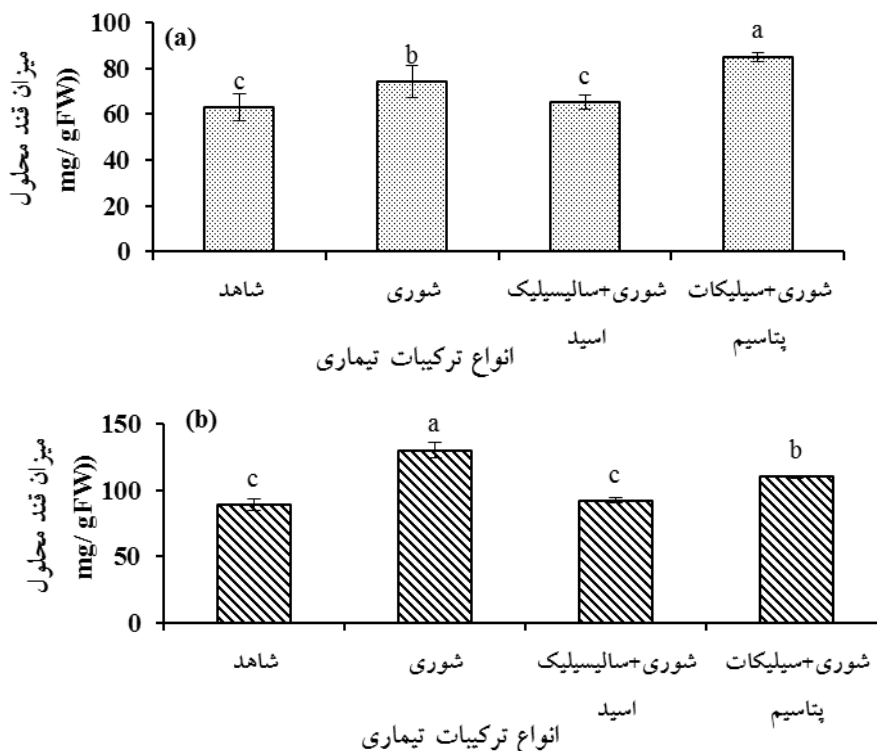 (a)
میزان قند محلول
mg/ gFW))
100
80
60
40
20
0
c
b
c
a
شاهد
شوری
شوری+سالیسیلیک
اسید
شوری+سیلیکات
پتاسیم
انواع ترکیبات تیماری
(b)
میزان قند محلول
mg/ gFW))
150
100
50
0
c
a
c
b
شاهد
شوری
شوری+سالیسیلیک
اسید
شوری+سیلیکات
پتاسیم
انواع ترکیبات تیماری